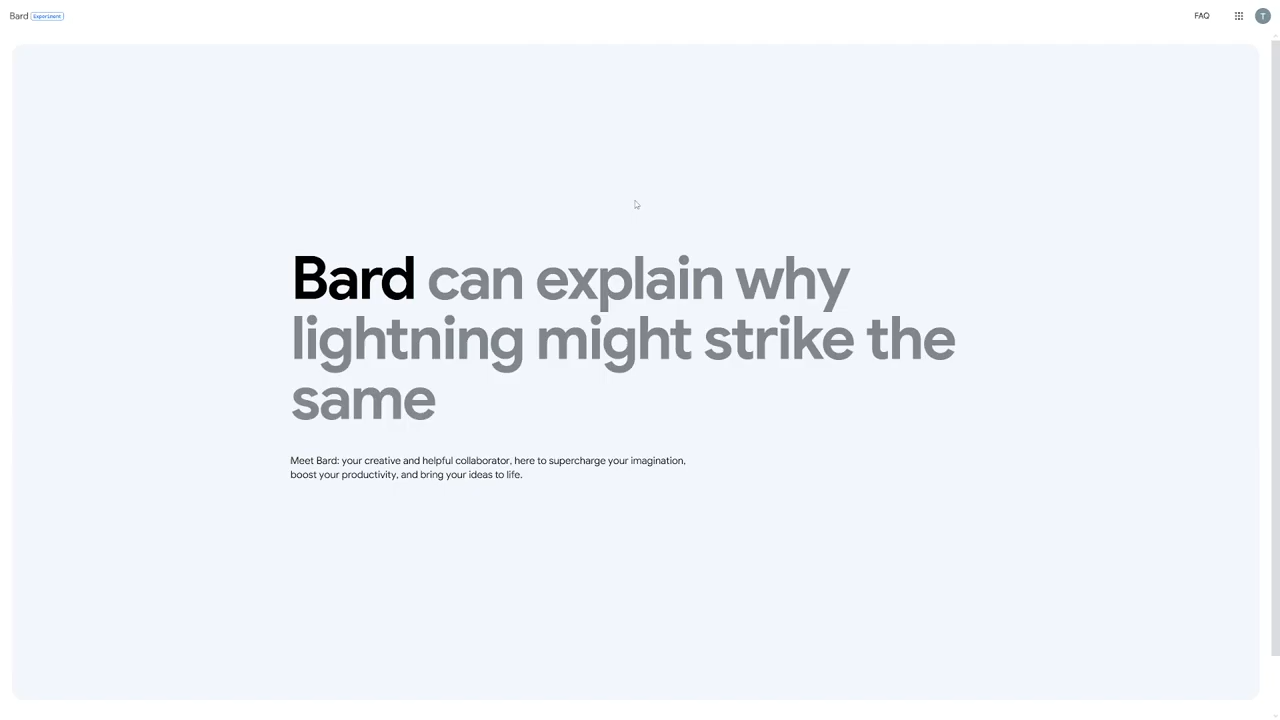 Bard Experiment
FAQ
T
Bard can explain why
lightning might strike the
same
Meet Bard: your creative and helpful collaborator, here to supercharge your imagination,
boost your productivity, and bring your ideas to life.